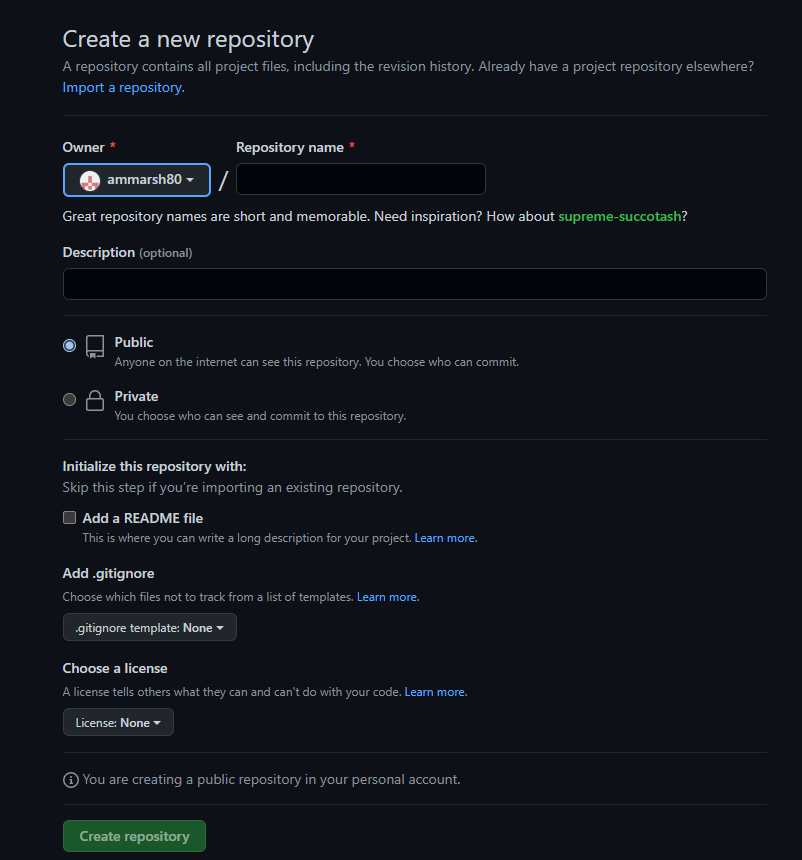 Create a new repository
A repository contains all project files, including the revision history. Already have a project repository elsewhere?
Import a repository.
Owner * Repository name *
ammarsh80 /
Great repository names are short and memorable. Need inspiration? How about supreme-succotash?
Description (optional)
Public
Anyone on the internet can see this repository. You choose who can commit.
Private
You choose who can see and commit to this repository.
Initialize this repository with:
Skip this step if you're importing an existing repository.
Add a README file
This is where you can write a long description for your project. Learn more.
Add .gitignore
Choose which files not to track from a list of templates. Learn more.
.gitignore template: None
Choose a license
A license tells others what they can and can't do with your code. Learn more.
License: None
You are creating a public repository in your personal account.
Create repository